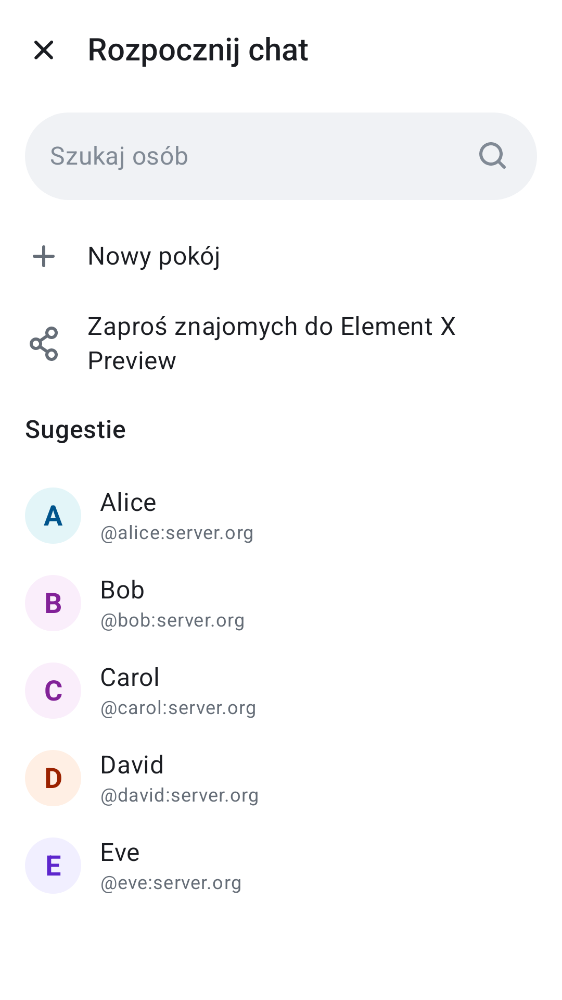 Rozpocznij chat
Szukaj osób
Nowy pokój
Zaproś znajomych do Element X
Preview
Sugestie
A
Alice
@alice:server.org
B
Bob
@bob:server.org
C
Carol
@carol:server.org
D
David
@david:server.org
E
Eve
@eve:server.org